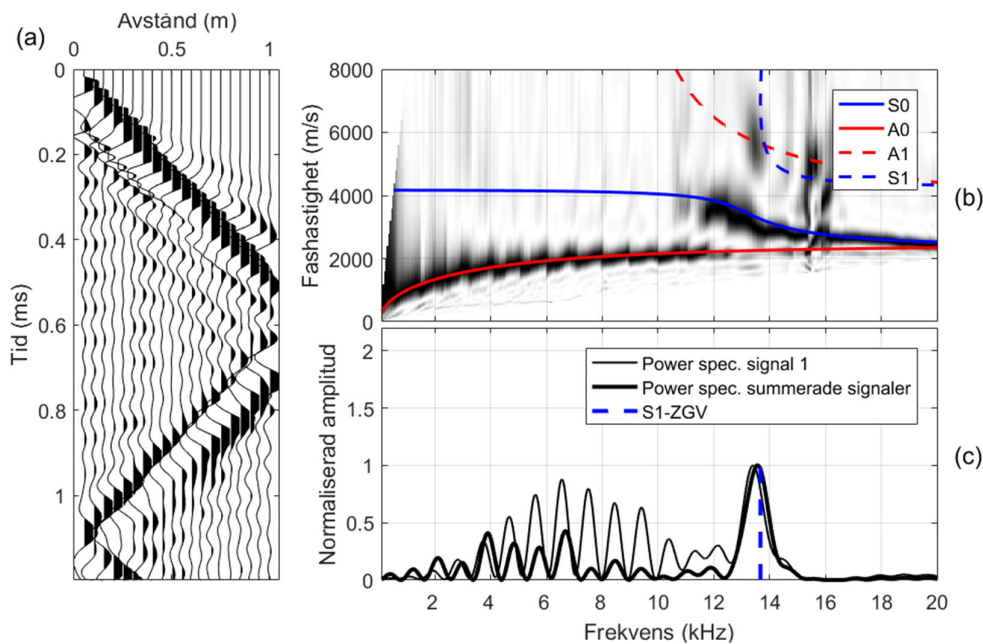 (a)
Avstånd (m)
0 0.5 1
0
0.2
0.4
0.6
0.8
1
Tid (ms)
8000
6000
4000
2000
0
Fashastighet (m/s)
S0
A0
A1
S1
(b)
2
1.5
1
0.5
0
Normaliserad amplitud
Power spec. signal 1
Power spec. summerade signaler
S1-ZGV
(c)
2 4 6 8 10 12 14 16 18 20
Frekvens (kHz)